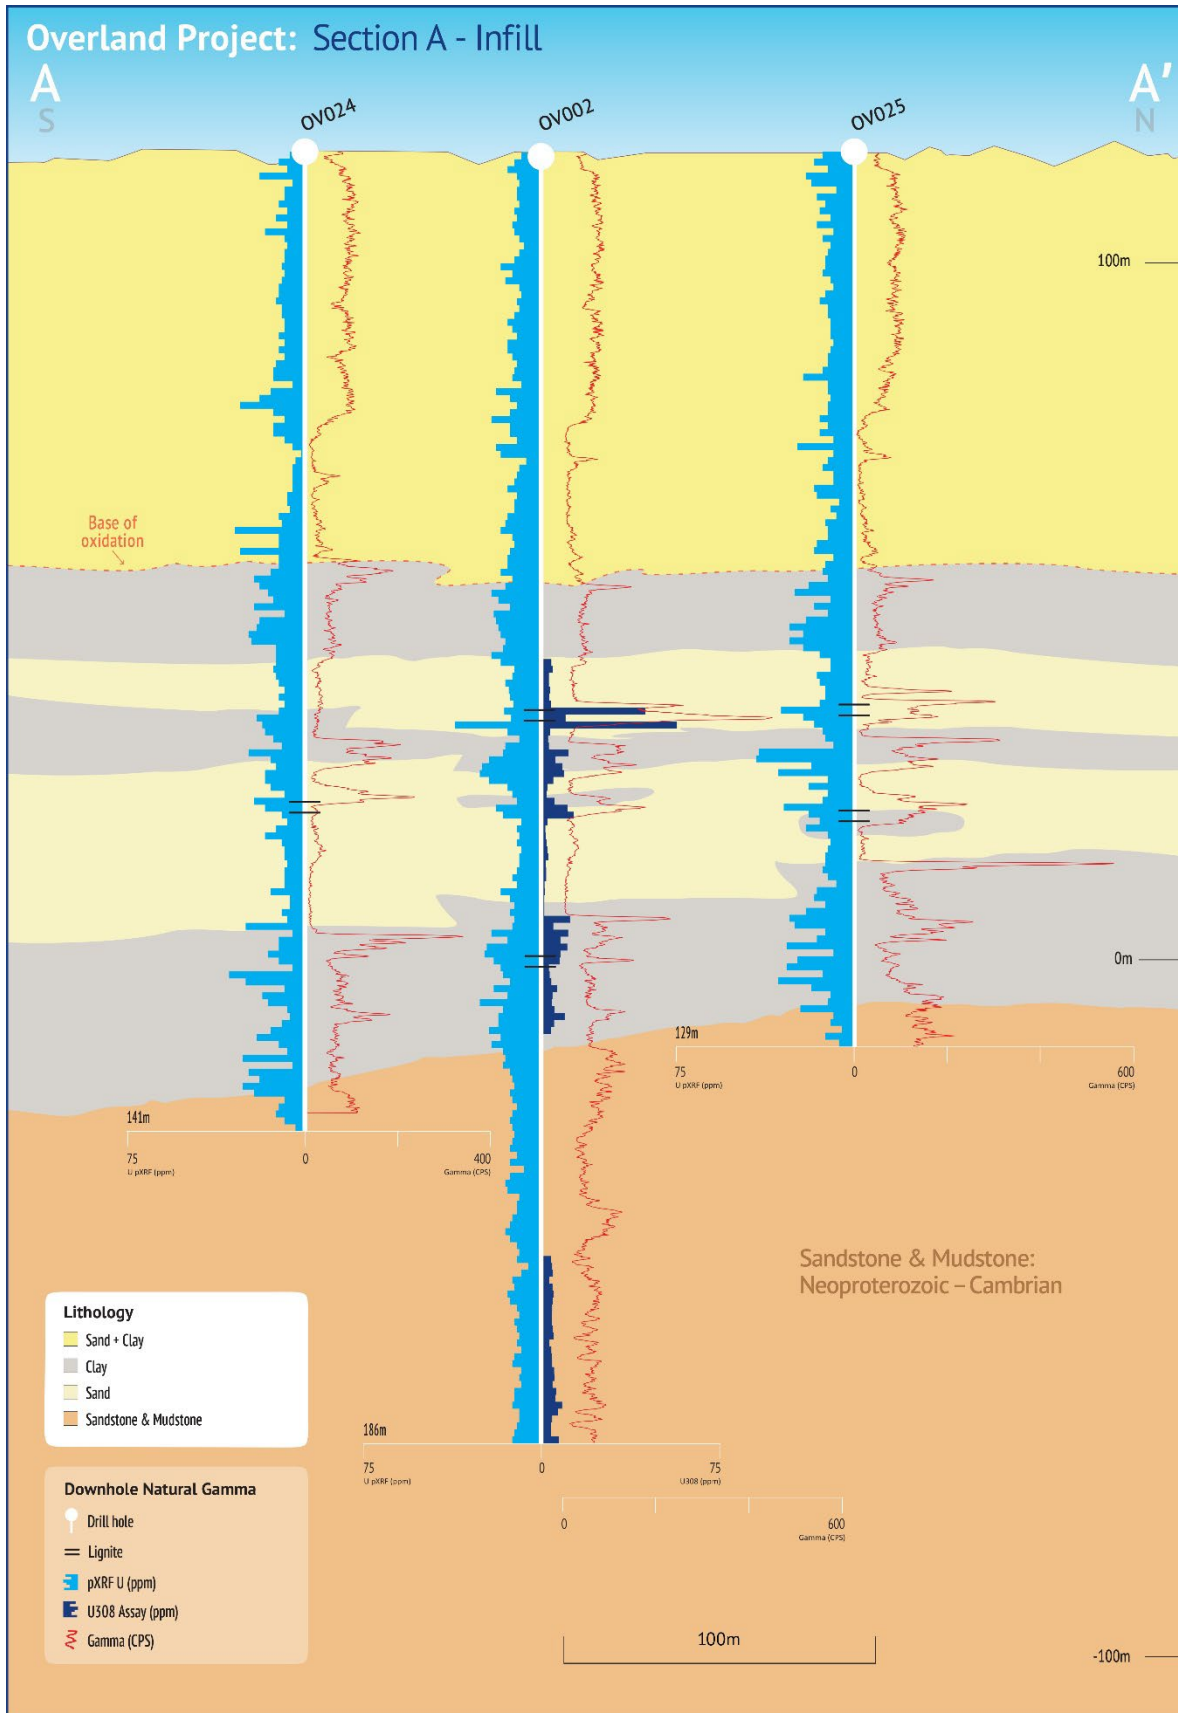 Overland Project: Section A - Infill
A
S
A'
N
OV024
OV002
OV025
100m
Base of
oxidation
0m
129m
75
0
600
U pXRF (ppm)
Gamma (CPS)
141m
75
0
400
U pXRF (ppm)
Gamma (CPS)
Sandstone & Mudstone:
Neoproterozoic – Cambrian
Lithology
Sand + Clay
Clay
Sand
Sandstone & Mudstone
186m
75
0
75
U pXRF (ppm)
U308 (ppm)
Downhole Natural Gamma
Drill hole
Lignite
pXRF U (ppm)
U308 Assay (ppm)
Gamma (CPS)
0
600
Gamma (CPS)
100m
-100m